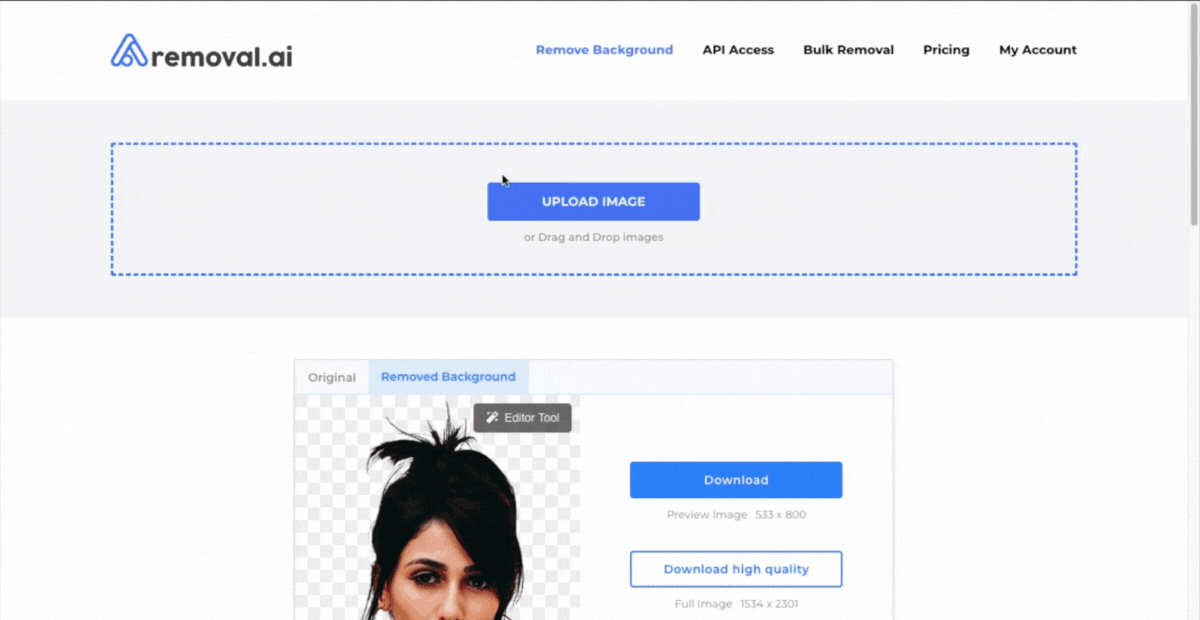 removal.ai
Remove Background API Access Bulk Removal Pricing My Account
UPLOAD IMAGE
or Drag and Drop images
Original Removed Background
Editor Tool
Download
Preview Image 533 x 800
Download high quality
Full Image 1534 x 2301